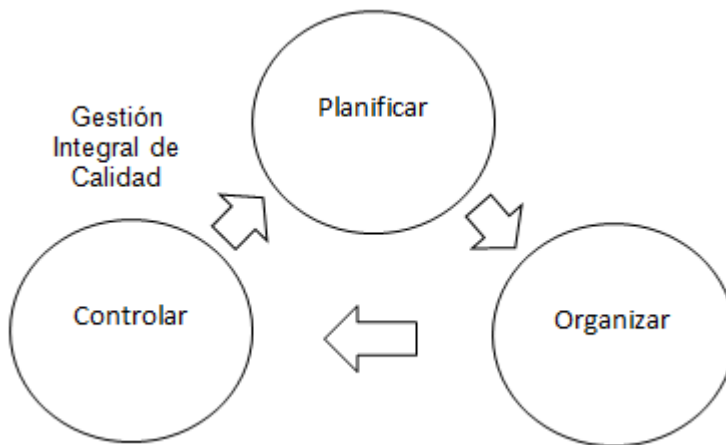 Planificar
Gestión
Integral de
Calidad
Controlar
Organizar